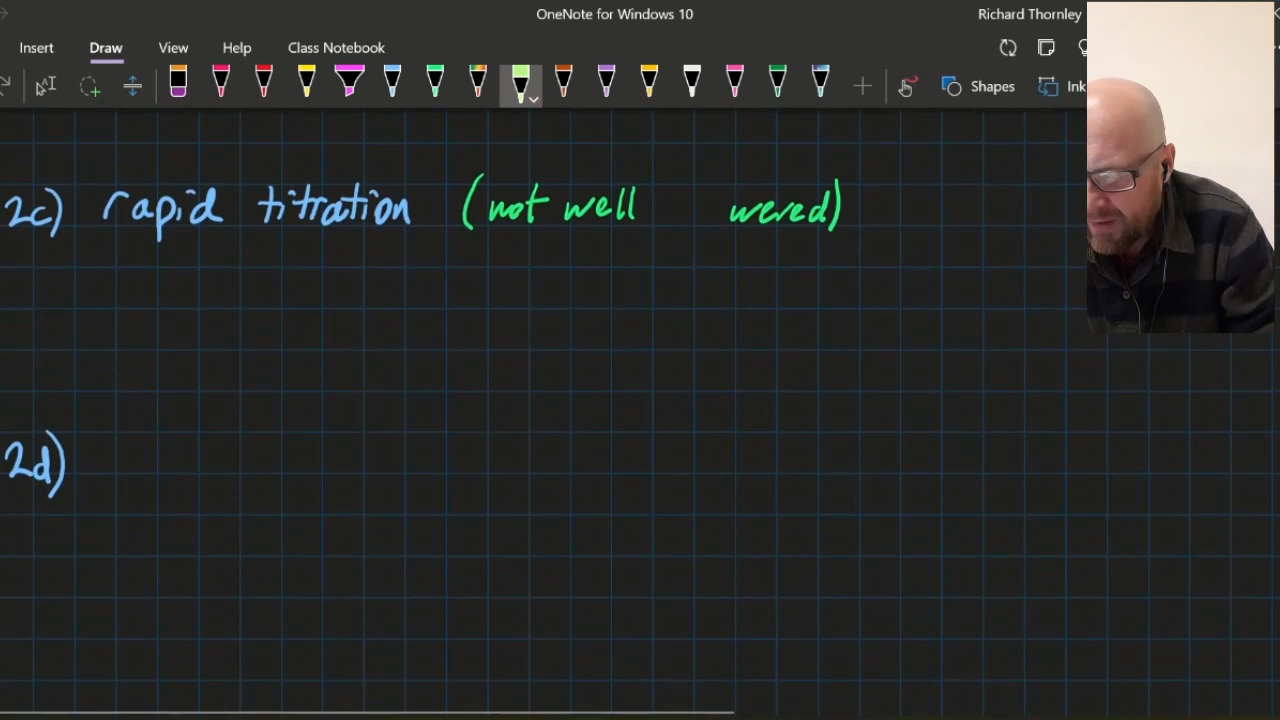 OneNote for Windows 10
Richard Thornley
Insert Draw View Help Class Notebook
Shapes Ink
2c) rapid titration (not well wered)
2d)